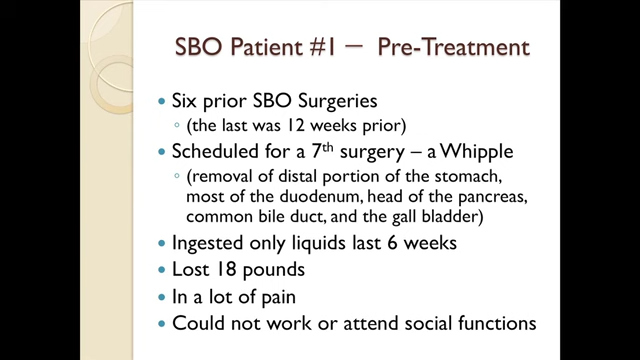 SBO Patient #1 — Pre-Treatment
• Six prior SBO Surgeries
◦ (the last was 12 weeks prior)
• Scheduled for a 7th surgery – a Whipple
◦ (removal of distal portion of the stomach,
most of the duodenum, head of the pancreas,
common bile duct, and the gall bladder)
• Ingested only liquids last 6 weeks
• Lost 18 pounds
• In a lot of pain
• Could not work or attend social functions